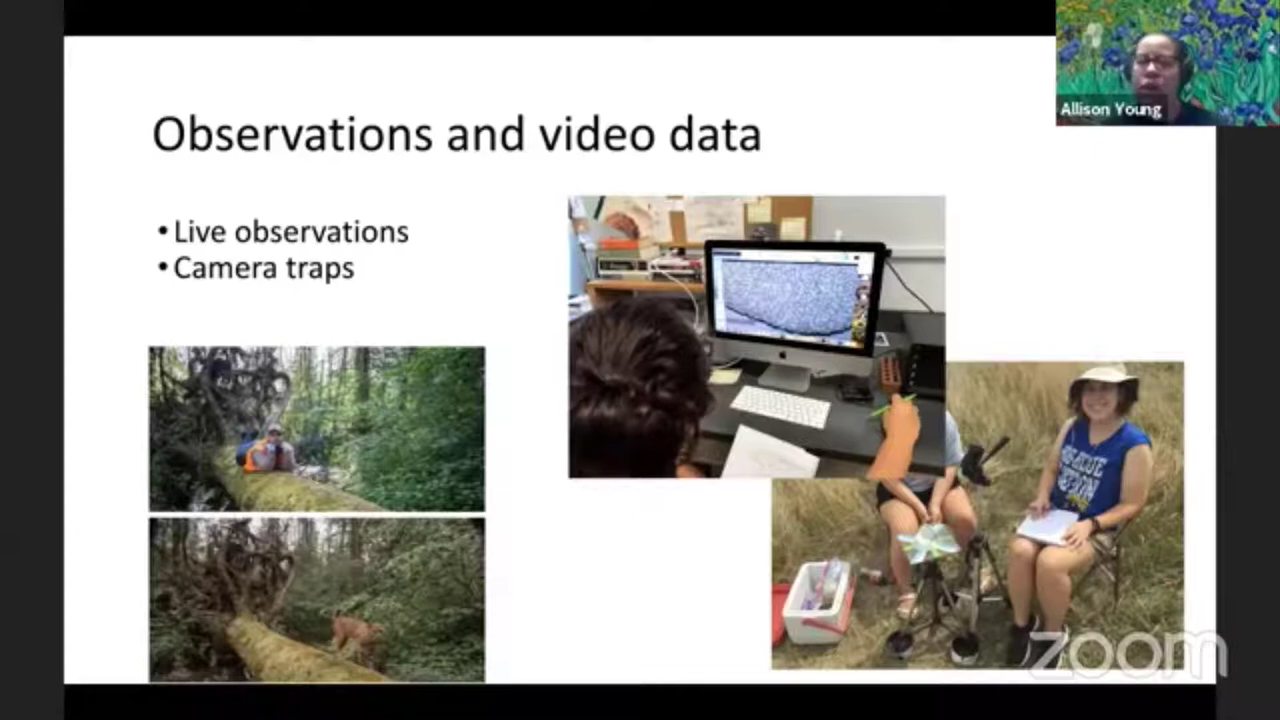 Allison Young
Observations and video data
• Live observations
• Camera traps
zoom